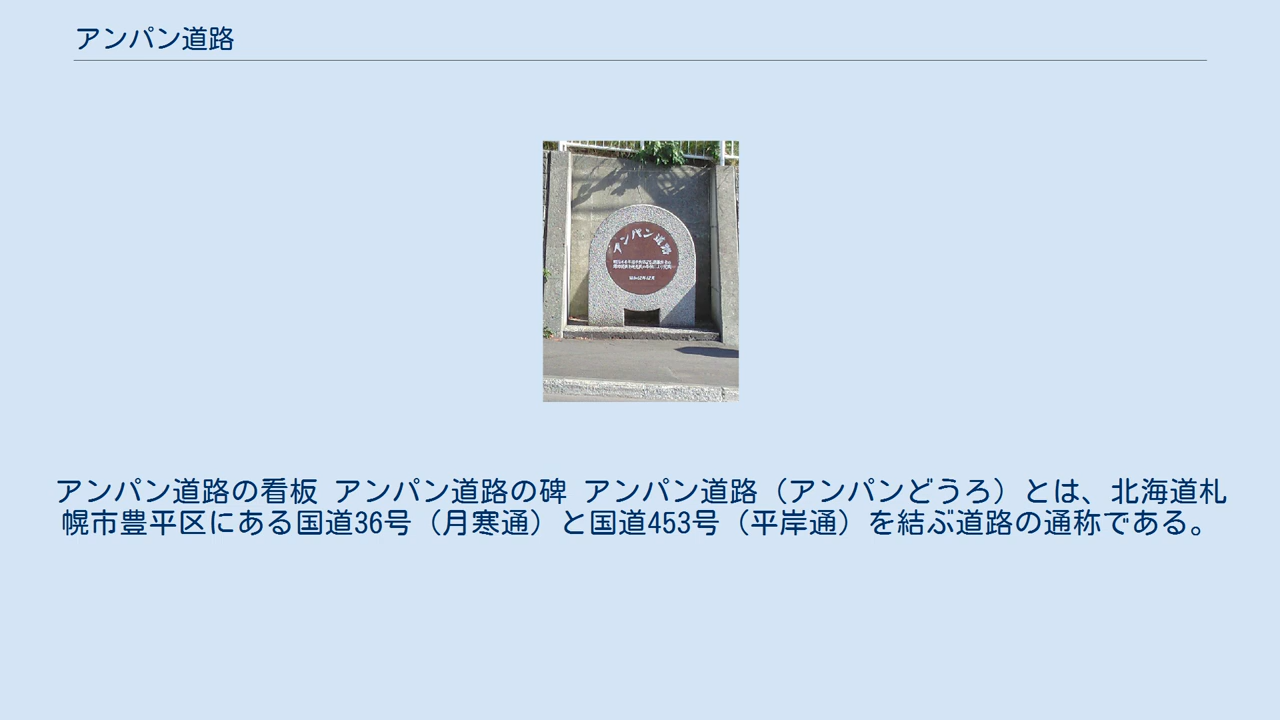 アンパン道路
アンパン道路
アンパン道路の看板 アンパン道路の碑 アンパン道路（アンパンどうろ）とは、北海道札
幌市豊平区にある国道36号（月寒通）と国道453号（平岸通）を結ぶ道路の通称である。